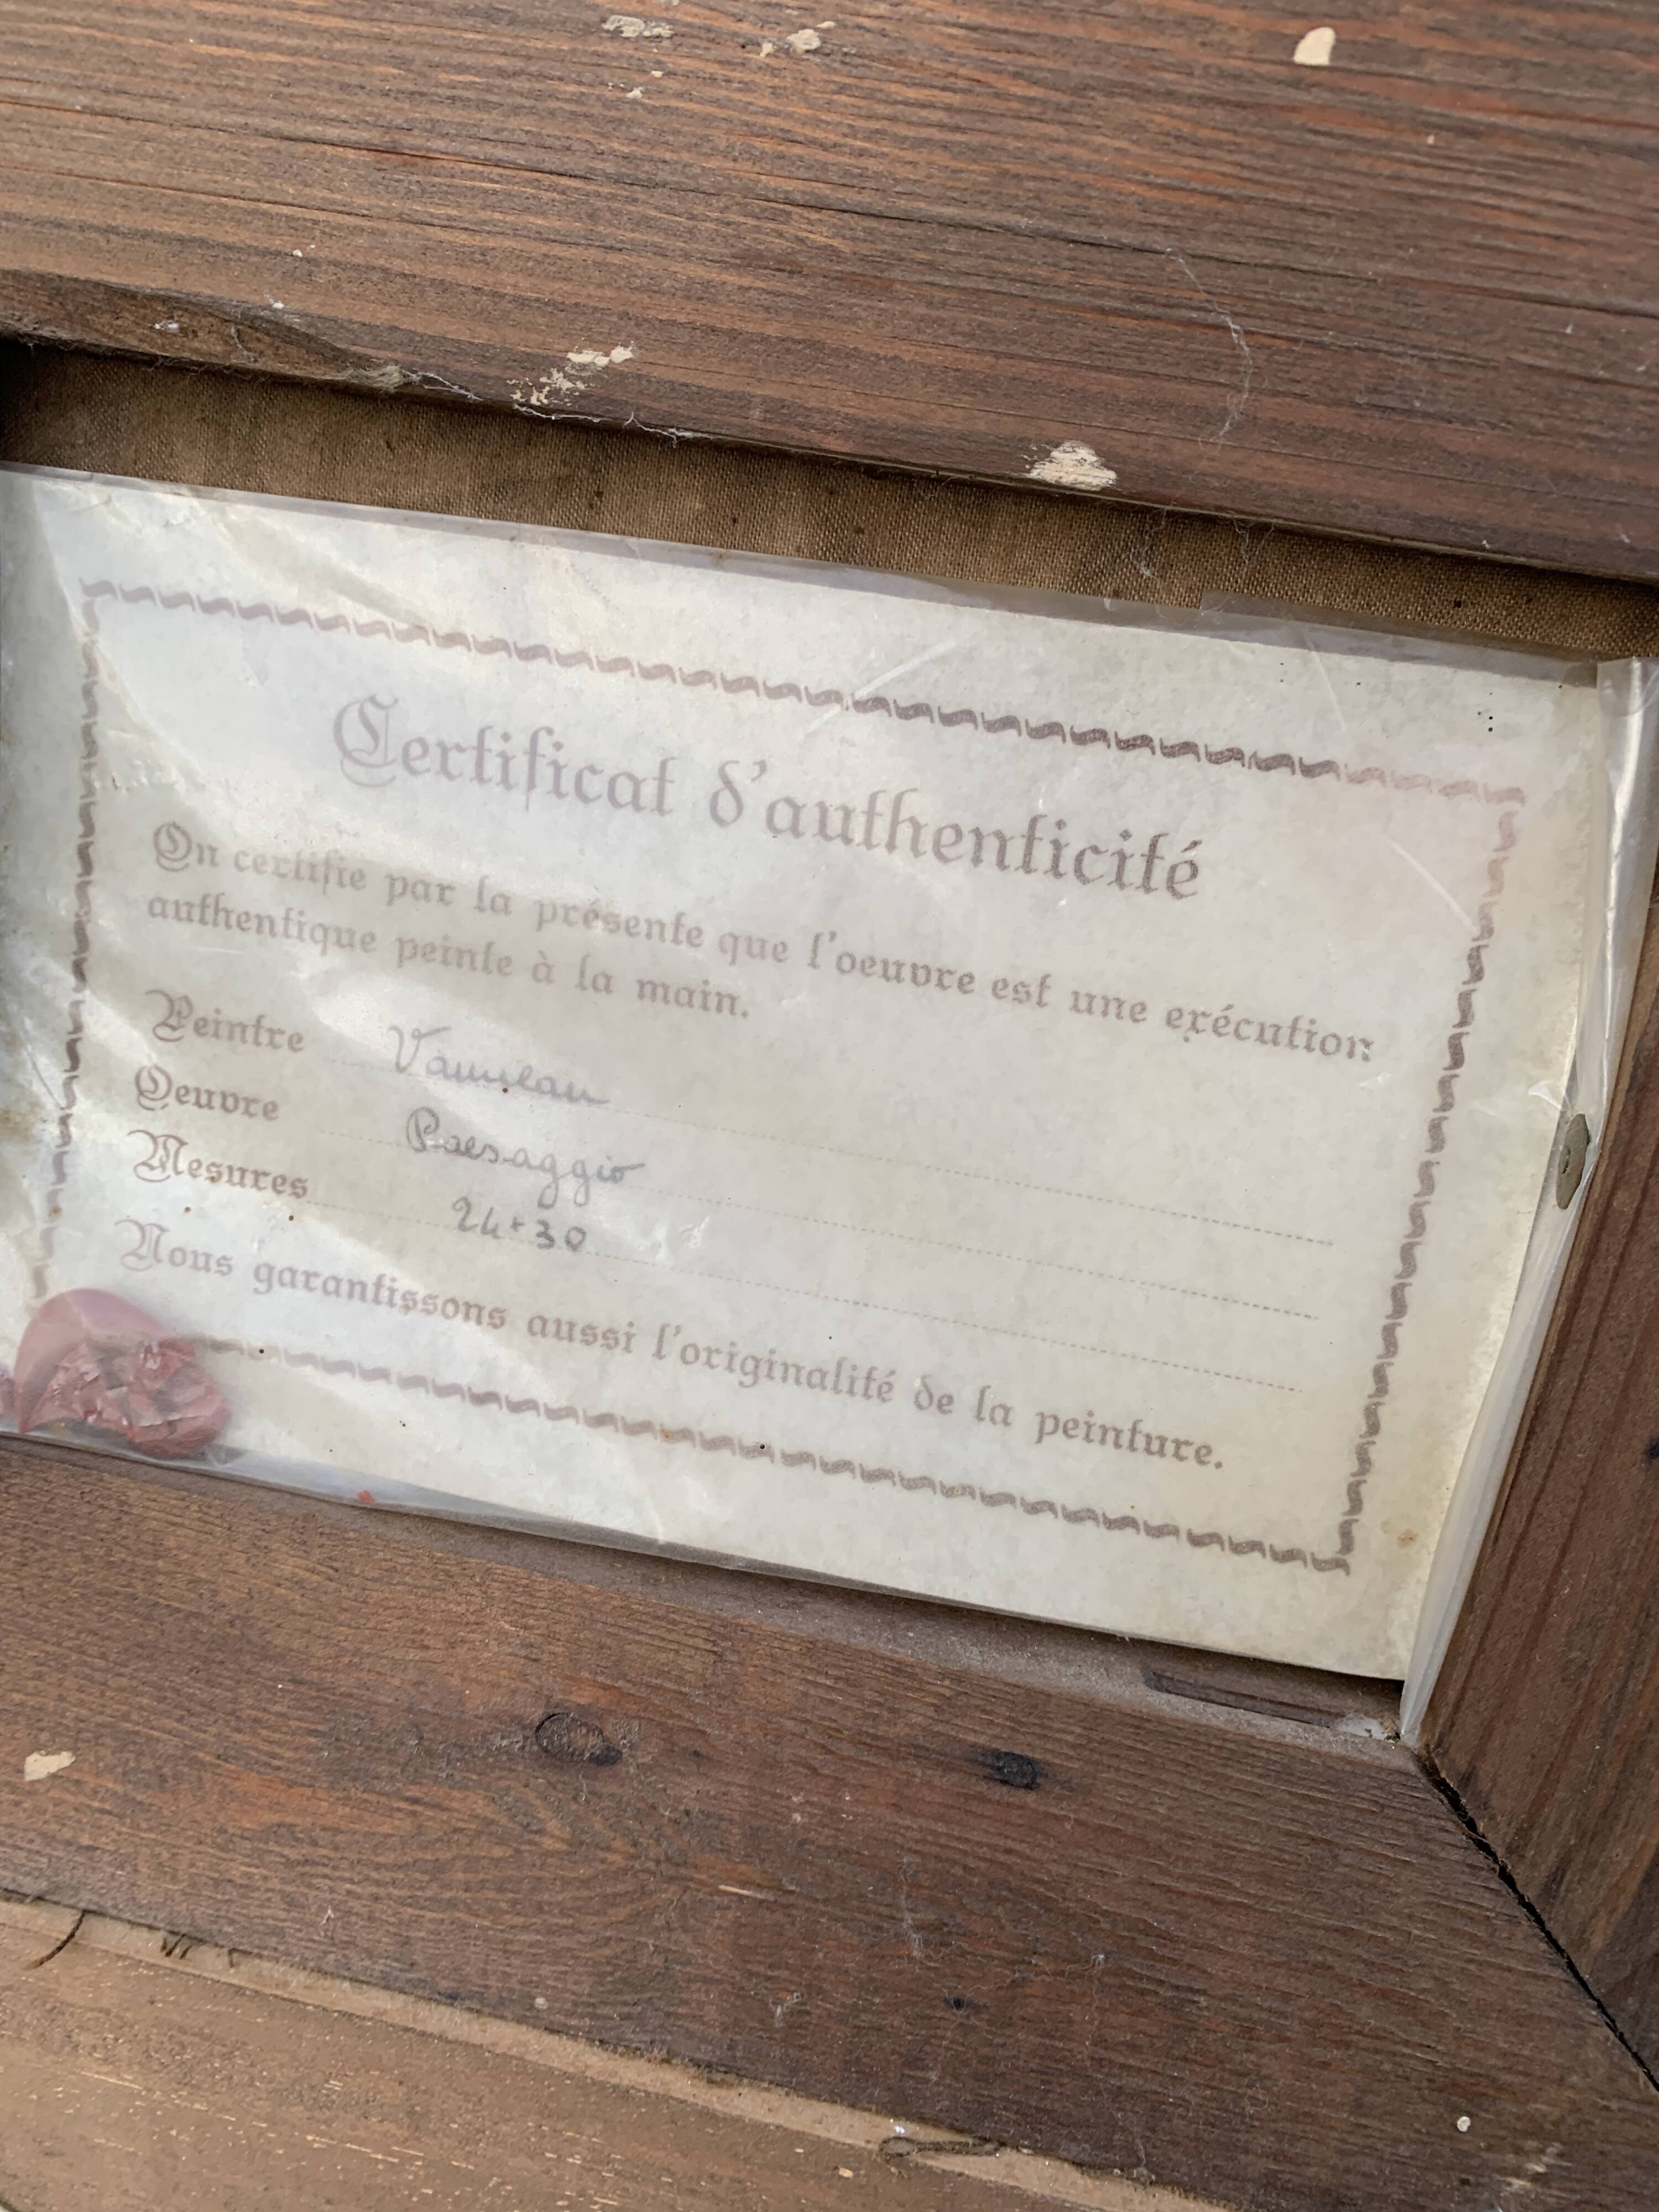 Certificat d'authenticité
On certifie par la présente que l'oeuvre est une exécution
authentique peinte à la main.
Peintre
Oeuvre Paesaggio
Mesures 24+30
Nous garantissons aussi l'originalité de la peinture.